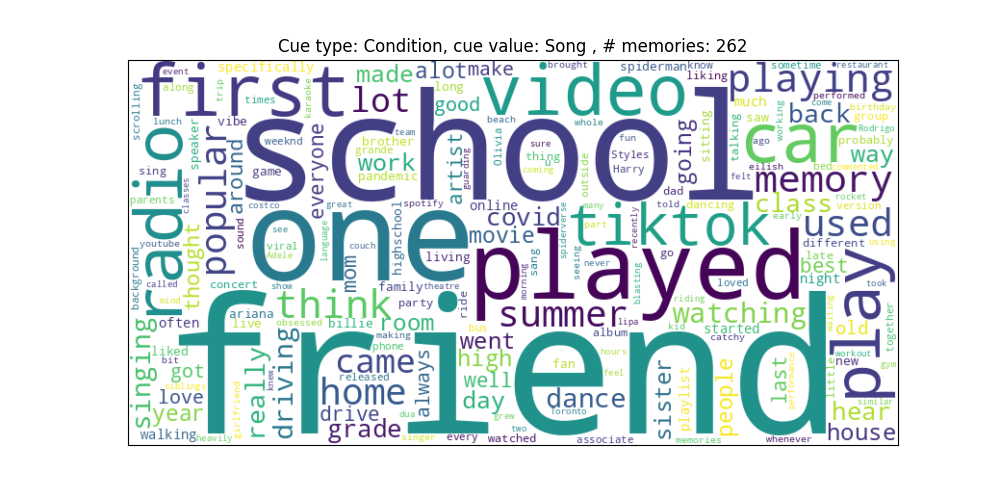 Cue type: Condition, cue value: Song , # memories: 262
event
specifically
made
alot
make
brought
spiderman
know
liking
sometime
restaurant
along
trip
karaoke
long
playing
scrolling
first
lot
video
much
performed
times
good
saw
back
come
birthday
group
lunch
vibe
weeknd
team
beach
whole
going
sitting
talking
working
car
probably
Rodrigo
speaker
around
everyone
brother
grande
school
artist
Olivia
sure
fun
thing
Styles
Harry
ago
way
sing
game
work
pandemic
guarding
coming
outside
dad
felt
eilish
bed
commented
parents
radio
popular
classes
memory
rocket
costco
great
spotify
online
many
told
dancing
class
version
sound
see
language
covid
part
recently
early
used
youtube
viral
Adele
one
highschool
movie
sang
spiderverse
tiktok
different
using
background
thought
show
couch
mom
living
seeing
never
go
late
called
concert
family
theatre
played
loved
best
night
took
mind
think
party
ride
morning
blasting
riding
play
ariana
billie
room
summer
watching
waiting
old
often
live
obsessed
making
bus
album
kid
started
together
singing
liked
phone
went
lipa
catchy
workout
bit
really
driving
came
high
hours
new
got
knew
released
always
fan
feel
last
performance
little
gym
siblings
friend
home
well
similar
love
girlfriend
day
dance
sister
playlist
people
year
drive
dua
grew
Toronto
hear
walking
heavily
grade
singer
every
two
watched
associate
memories
whenever
house